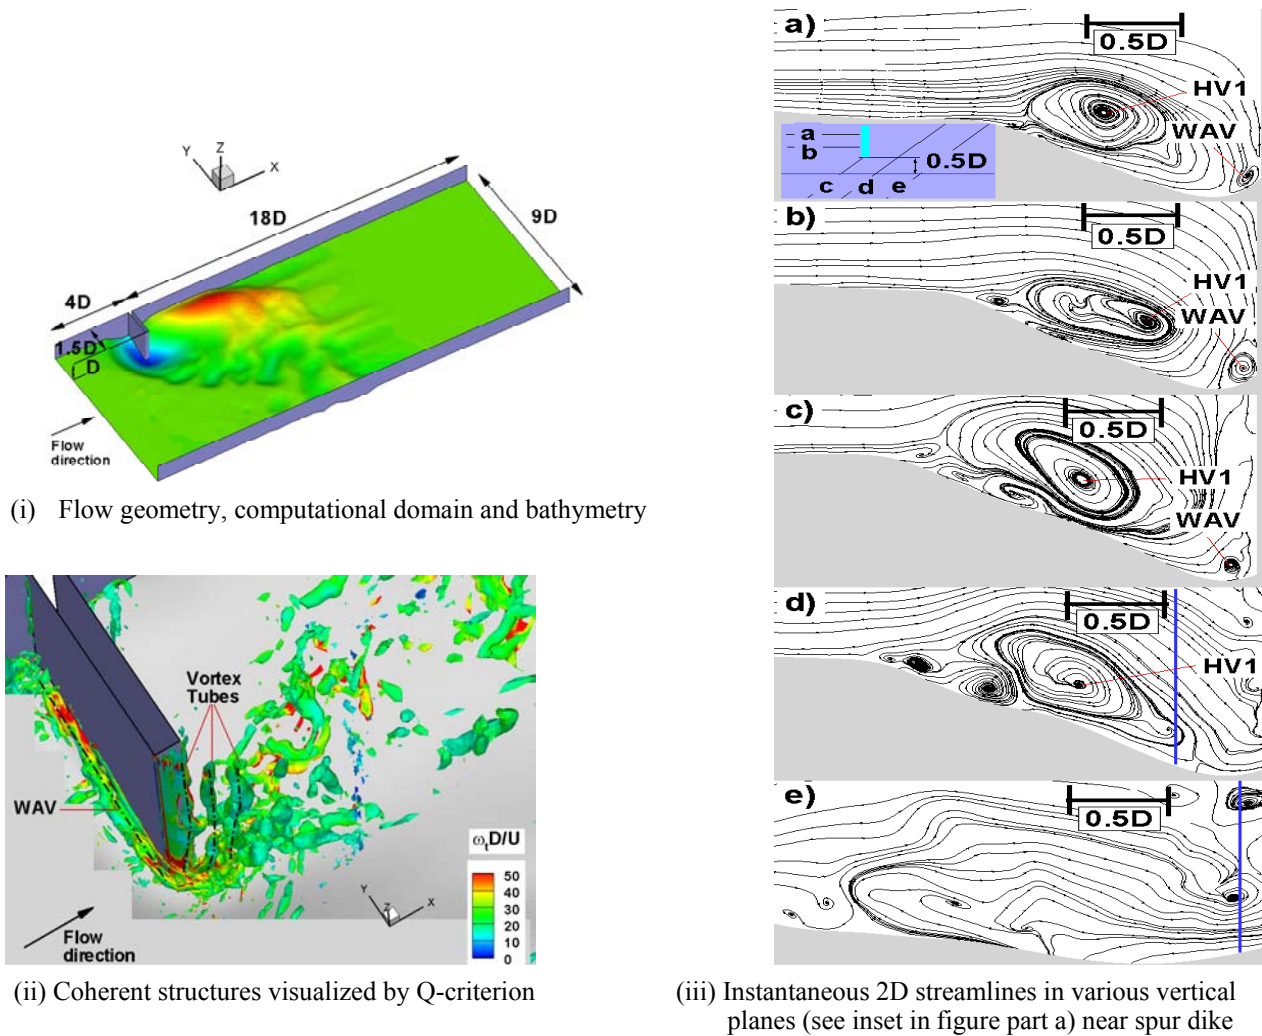 Y
Z
X
18D
9D
4D
1.5D
D
Flow
direction
(i) Flow geometry, computational domain and bathymetry
Vortex
Tubes
WAV
ωtD/U
50
40
30
20
10
0
Y
Z
X
Flow
direction
(ii) Coherent structures visualized by Q-criterion
a)
0.5D
HV1
WAV
a
b
0.5D
c d e
b)
0.5D
HV1
WAV
c)
0.5D
HV1
WAV
d)
0.5D
HV1
e)
0.5D
(iii) Instantaneous 2D streamlines in various vertical
planes (see inset in figure part a) near spur dike